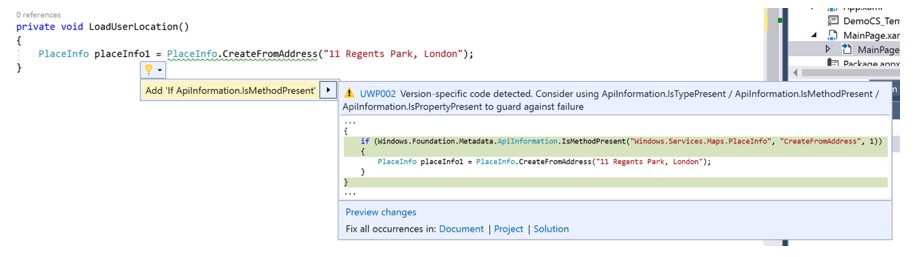 0 references
private void LoadUserLocation()
{
PlaceInfo placeInfo1 = PlaceInfo.CreateFromAddress("11 Regents Park, London");
}
Add 'If ApiInformation.IsMethodPresent'
UWP002 Version-specific code detected. Consider using ApiInformation.IsTypePresent / ApiInformation.IsMethodPresent /
ApiInformation.IsPropertyPresent to guard against failure
...
{
if (Windows.Foundation.Metadata.ApiInformation.IsMethodPresent("Windows.Services.Maps.PlaceInfo", "CreateFromAddress", 1))
{
PlaceInfo placeInfo1 = PlaceInfo.CreateFromAddress("11 Regents Park, London");
}
}
...
Preview changes
Fix all occurrences in: Document | Project | Solution
DemoCS_Tem
MainPage.xam
MainPage
Package.appx